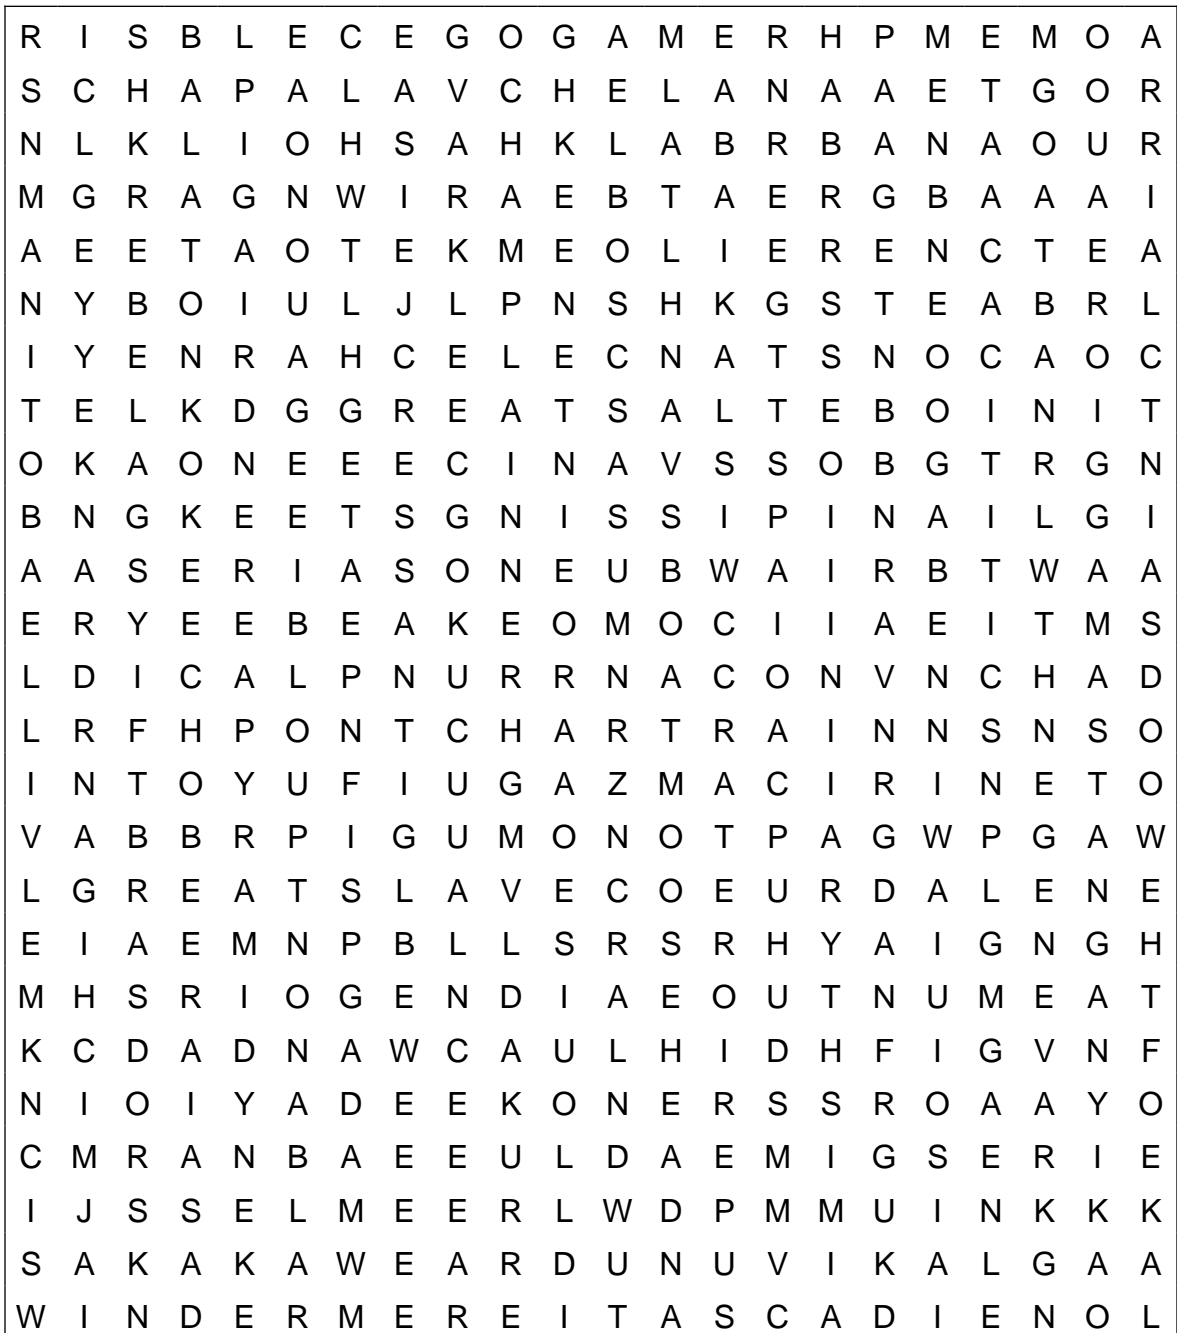 R I S B L E C E G O G A M E R H P M E M O A
S C H A P A L A V C H E L A N A A E T G O R
N L K L I O H S A H K L A B R B A N A O U R
M G R A G N W I R A E B T A E R G B A A A I
A E E T A O T E K M E O L I E R E N C T E A
N Y B O I U L J L P N S H K G S T E A B R L
I Y E N R A H C E L E C N A T S N O C A O C
T E L K D G G R E A T S A L T E B O I N I T
O K A O N E E E C I N A V S S O B G T R G N
B N G K E E T S G N I S S I P I N A I L G I
A A S E R I A S O N E U B W A I R B T W A A
E R Y E E B E A K E O M O C I I A E I T M S
L D I C A L P N U R R N A C O N V N C H A D
L R F H P O N T C H A R T R A I N N S N S O
I N T O Y U F I U G A Z M A C I R I N E T O
V A B B R P I G U M O N O T P A G W P G A W
L G R E A T S L A V E C O E U R D A L E N E
E I A E M N P B L L S R S R H Y A I G N G H
M H S R I O G E N D I A E O U T N U M E A T
K C D A D N A W C A U L H I D H F I G V N F
N I O I Y A D E E K O N E R S S R O A A Y O
C M R A N B A E E U L D A E M I G S E R I E
I J S S E L M E E R L W D P M M U I N K K K
S A K A K A W E A R D U N U V I K A L G A A
W I N D E R M E R E I T A S C A D I E N O L